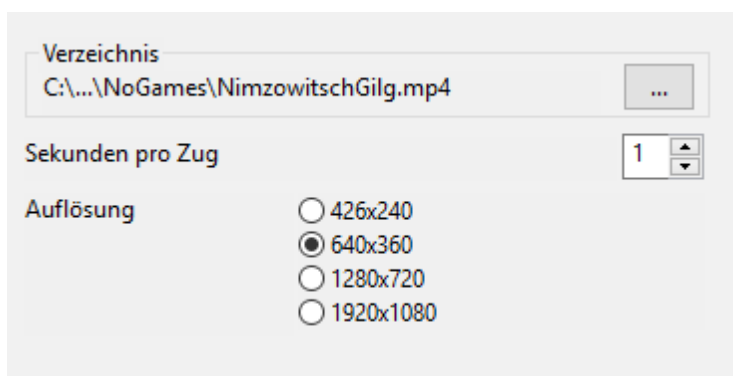 Verzeichnis
C:\...\NoGames\NimzowitschGilg.mp4 ...
Sekunden pro Zug 1
Auflösung 426x240
640x360
1280x720
1920x1080